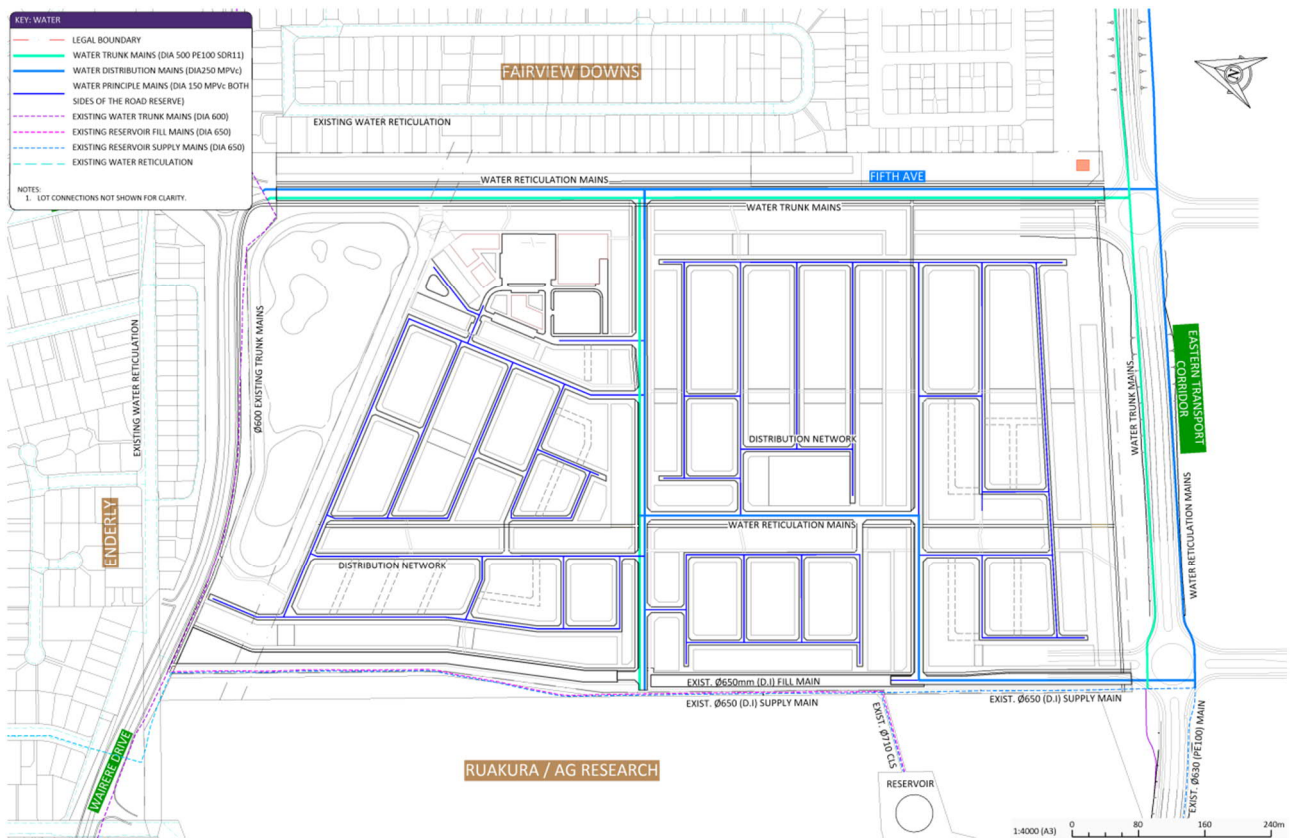 KEY: WATER
LEGAL BOUNDARY
WATER TRUNK MAINS (DIA 500 PE100 SDR11)
WATER DISTRIBUTION MAINS (DIA250 MPVc)
WATER PRINCIPLE MAINS (DIA 150 MPVc BOTH
SIDES OF THE ROAD RESERVE)
EXISTING WATER TRUNK MAINS (DIA 600)
EXISTING RESERVOIR FILL MAINS (DIA 650)
EXISTING RESERVOIR SUPPLY MAINS (DIA 650)
EXISTING WATER RETICULATION
NOTES:
1. LOT CONNECTIONS NOT SHOWN FOR CLARITY.
FAIRVIEW DOWNS
N
EXISTING WATER RETICULATION
WATER RETICULATION MAINS
FIFTH AVE
WATER TRUNK MAINS
EXISTING WATER RETICULATION
Ø600 EXISTING TRUNK MAINS
WATER TRUNK MAINS
EASTERN TRANSPORT
CORRIDOR
DISTRIBUTION NETWORK
ENDERLY
WATER RETICULATION MAINS
WATER RETICULATION MAINS
DISTRIBUTION NETWORK
EXIST. Ø650mm (D.I) FILL MAIN
EXIST. Ø650 (D.I) SUPPLY MAIN
EXIST. Ø650 (D.I) SUPPLY MAIN
EXIST. Ø710 CLS
EXIST. Ø630 (PE100) MAIN
WAIRERE DRIVE
RUAKURA / AG RESEARCH
RESERVOIR
1:4000 (A3)
0 80 160 240m